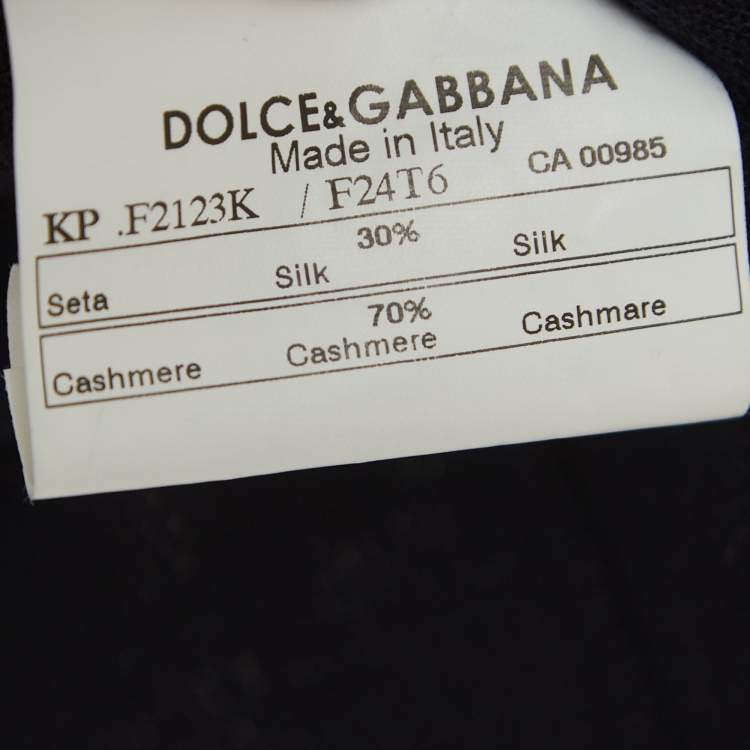 DOLCE&GABBANA
Made in Italy CA 00985
KP .F2123K / F24T6
30%
Seta Silk Silk
70%
Cashmere Cashmere Cashmare